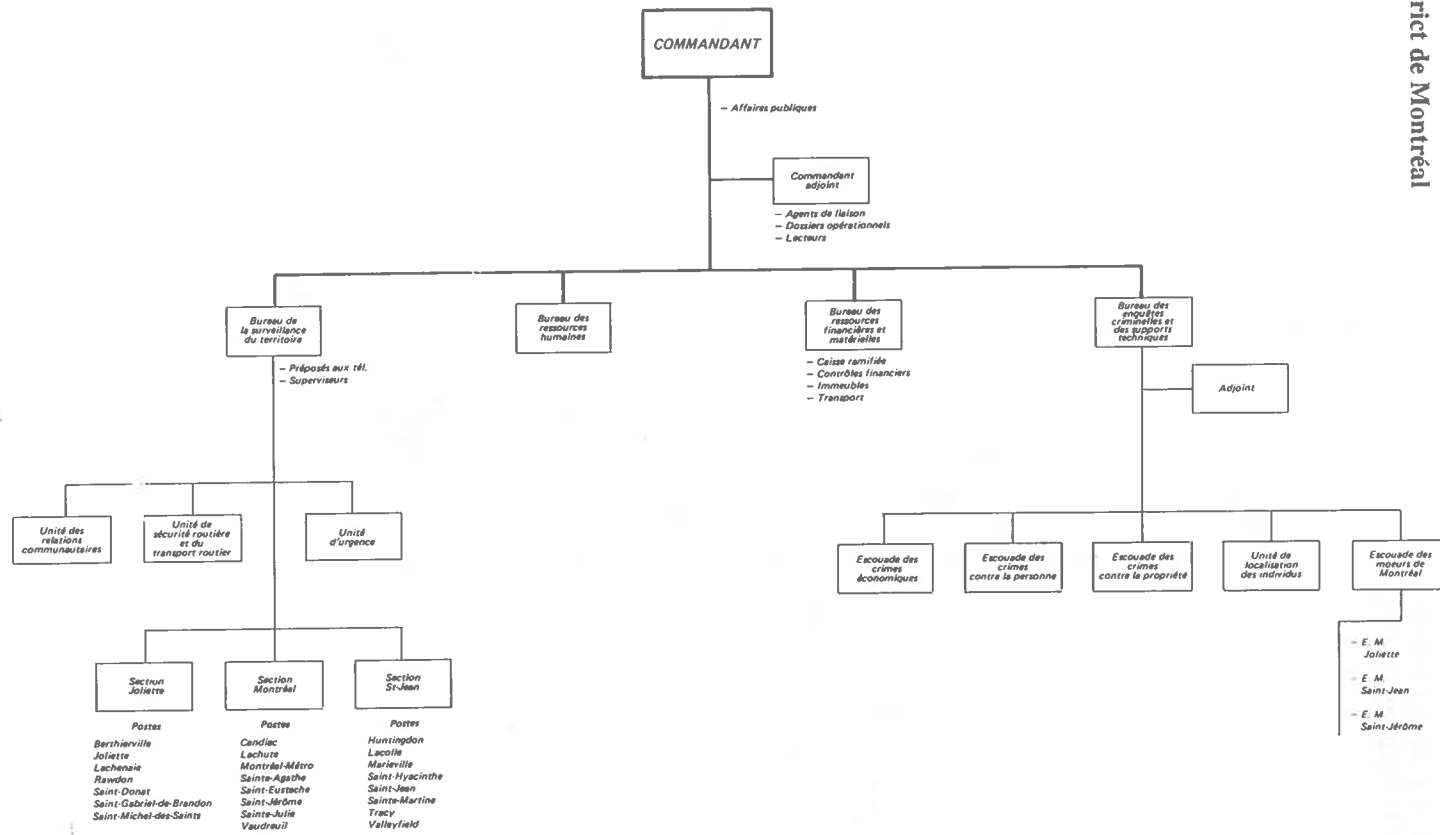 rict de Montréal
COMMANDANT
– Affaires publiques
Commandant
adjoint
– Agents de liaison
– Dossiers opérationnels
– Lecteurs
Bureau de
la surveillance
du territoire
– Préposés aux tél.
– Superviseurs
Bureau des
ressources
humaines
Bureau des
ressources
financières et
matérielles
– Caisse ramifiée
– Contrôles financiers
– Immeubles
– Transport
Bureau des
enquêtes
criminelles et
des supports
techniques
Adjoint
Unité des
relations
communautaires
Unité de
sécurité routière
et du
transport routier
Unité
d'urgence
Escouade des
crimes
économiques
Escouade des
crimes
contre la personne
Escouade des
crimes
contre la propriété
Unité de
localisation
des individus
Escouade des
moeurs de
Montréal
– E. M.
Joliette
– E. M.
Saint-Jean
– E. M.
Saint-Jérôme
Section
Joliette
Postes
Berthierville
Joliette
Lachenaie
Rawdon
Saint-Donat
Saint-Gabriel-de-Brandon
Saint-Michel-des-Saints
Section
Montréal
Postes
Candiac
Lachute
Montréal-Métro
Sainte-Agathe
Saint-Eustache
Saint-Jérôme
Sainte-Julie
Vaudreuil
Section
St-Jean
Postes
Huntingdon
Lacolle
Marieville
Saint-Hyacinthe
Saint-Jean
Sainte-Martine
Tracy
Valleyfield